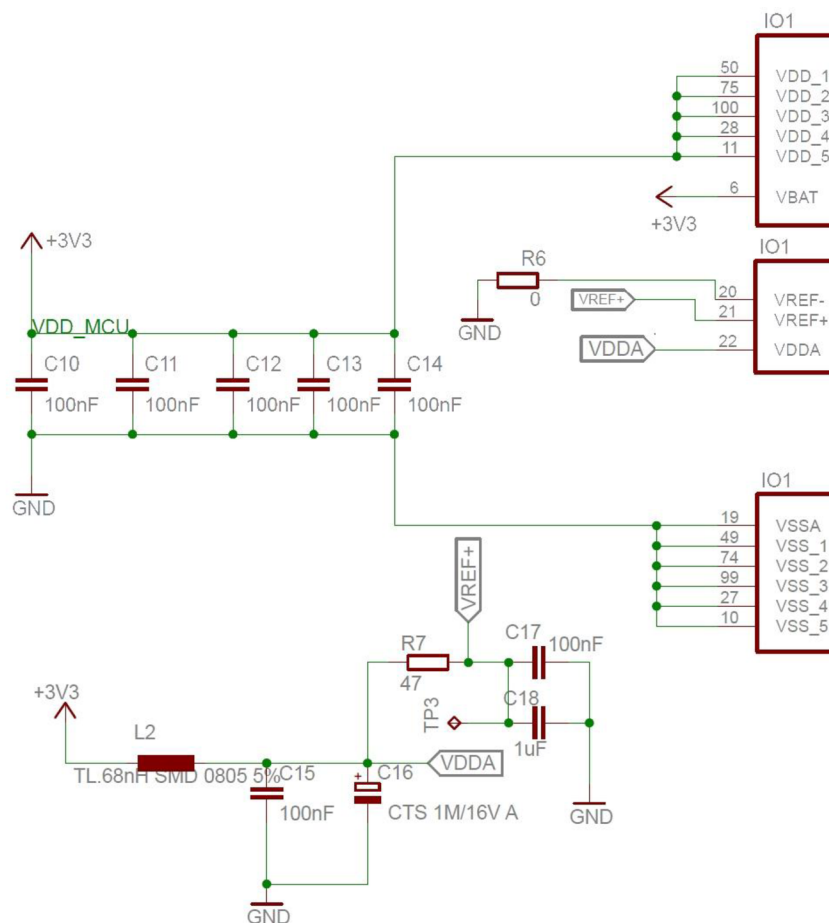 IO1
50 VDD_1
75 VDD_2
100 VDD_3
28 VDD_4
11 VDD_5
6 VBAT
+3V3
+3V3
IO1
R6
0
GND
VREF+
20 VREF-
21 VREF+
VDDA
22 VDDA
VDD_MCU
C10 C11 C12 C13 C14
100nF 100nF 100nF 100nF 100nF
GND
IO1
19 VSSA
49 VSS_1
74 VSS_2
99 VSS_3
27 VSS_4
10 VSS_5
VREF+
R7
47
C17
100nF
TP3
C18
1uF
GND
+3V3
L2
TL.68nH SMD 0805 5%
C15
100nF
C16
+
CTS 1M/16V A
VDDA
GND